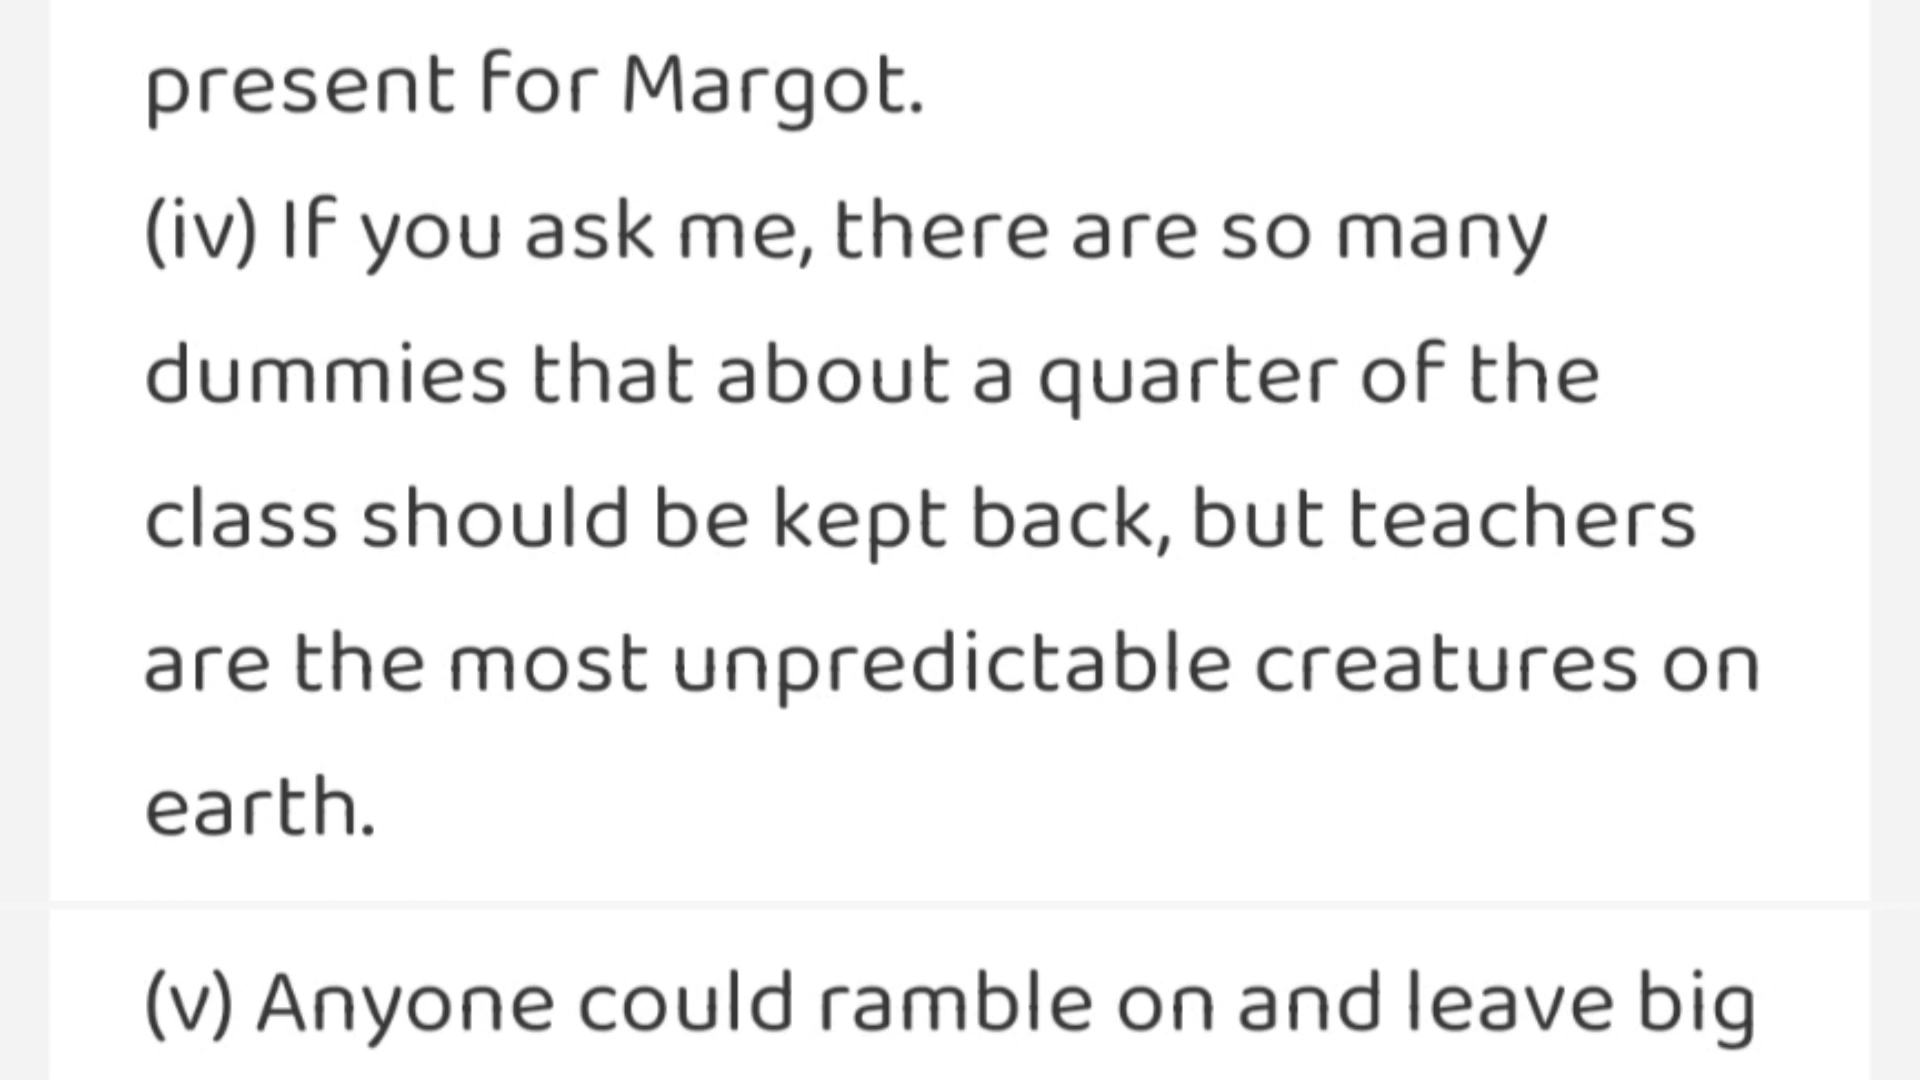 present for Margot.
(iv) If you ask me, there are so many
dummies that about a quarter of the
class should be kept back, but teachers
are the most unpredictable creatures on
earth.
(v) Anyone could ramble on and leave big